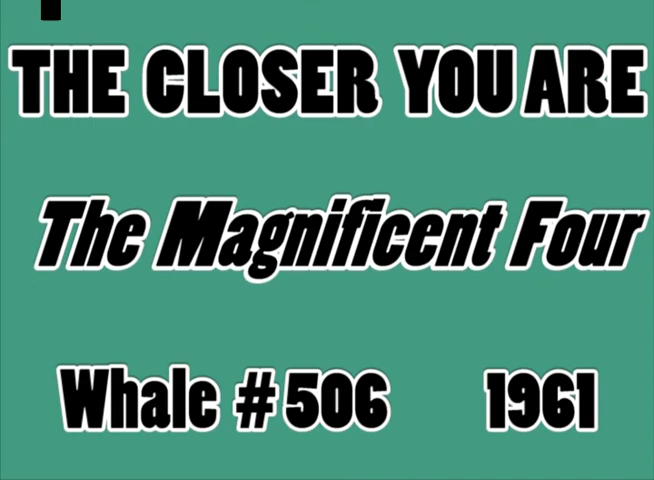 THE CLOSER YOU ARE
The Magnificent Four
Whale # 506 1961